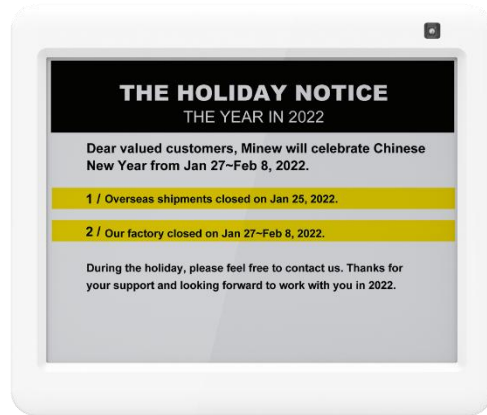 THE HOLIDAY NOTICE
THE YEAR IN 2022
Dear valued customers, Minew will celebrate Chinese
New Year from Jan 27~Feb 8, 2022.
1 / Overseas shipments closed on Jan 25, 2022.
2 / Our factory closed on Jan 27~Feb 8, 2022.
During the holiday, please feel free to contact us. Thanks for
your support and looking forward to work with you in 2022.